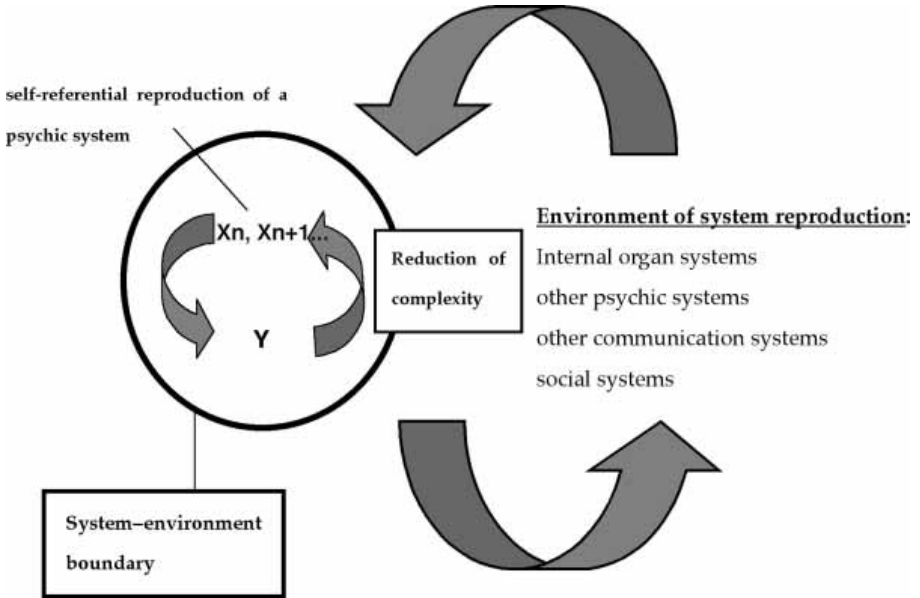 self-referential reproduction of a
psychic system
Xn, Xn+1...
Y
Reduction of
complexity
Environment of system reproduction:
Internal organ systems
other psychic systems
other communication systems
social systems
System–environment
boundary